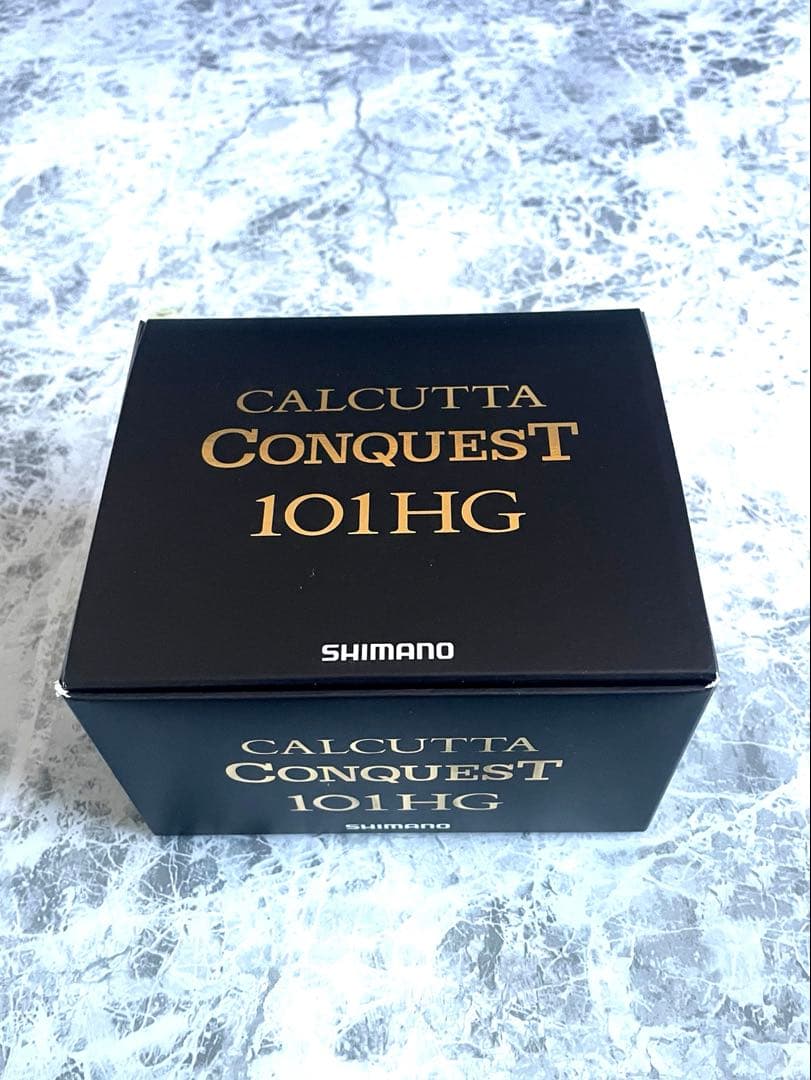 CALCUTTA
CONQUEST
101HG
SHIMANO
CALCUTTA
CONQUEST
101HG
SHIMANO